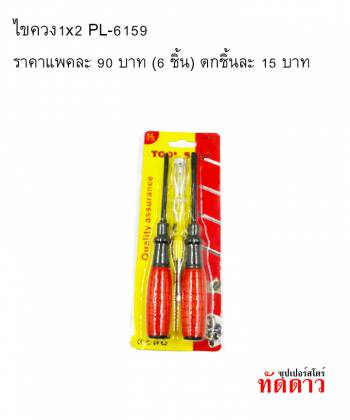 ไขควง1x2 PL-6159
ราคาแพคละ 90 บาท (6 ชิ้น) ตกชิ้นละ 15 บาท
TOOL
Quality assurance
ซุปเปอร์สโตร์
ทัดดาว